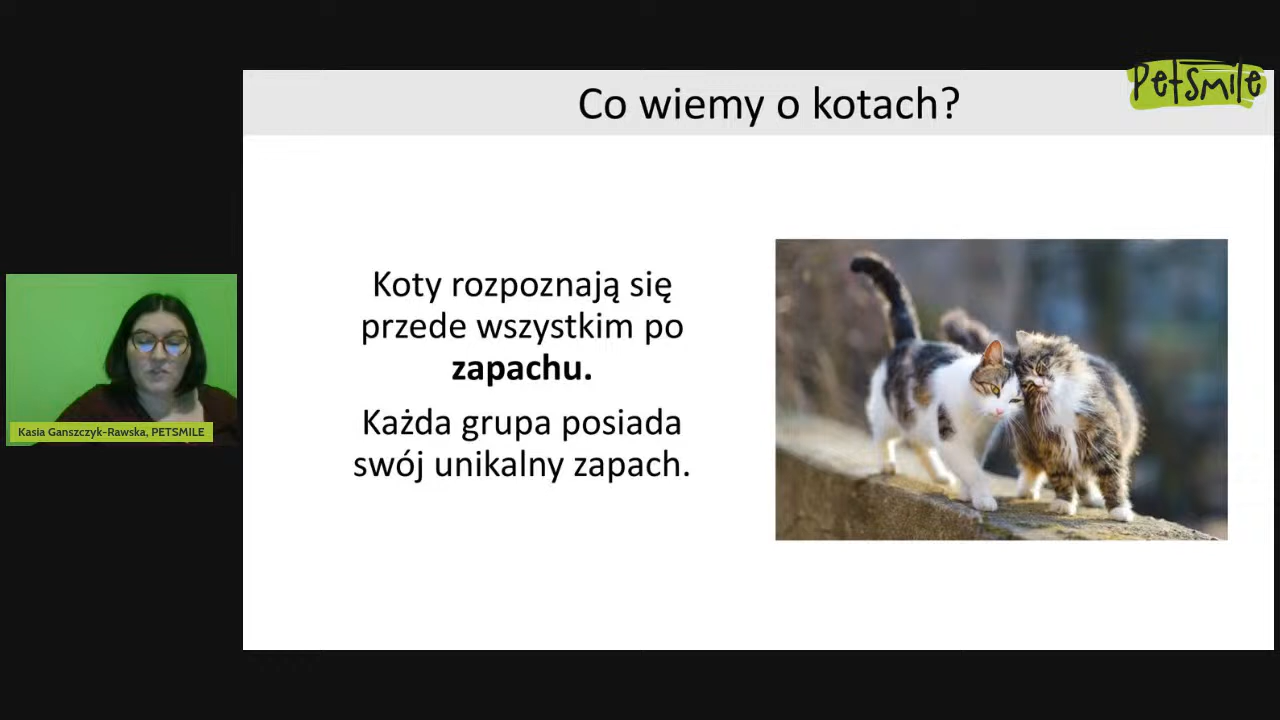 PetSmile
Co wiemy o kotach?
Koty rozpoznają się
przede wszystkim po
zapachu.
Każda grupa posiada
swój unikalny zapach.
Kasia Ganszczyk-Rawska, PETSMILE